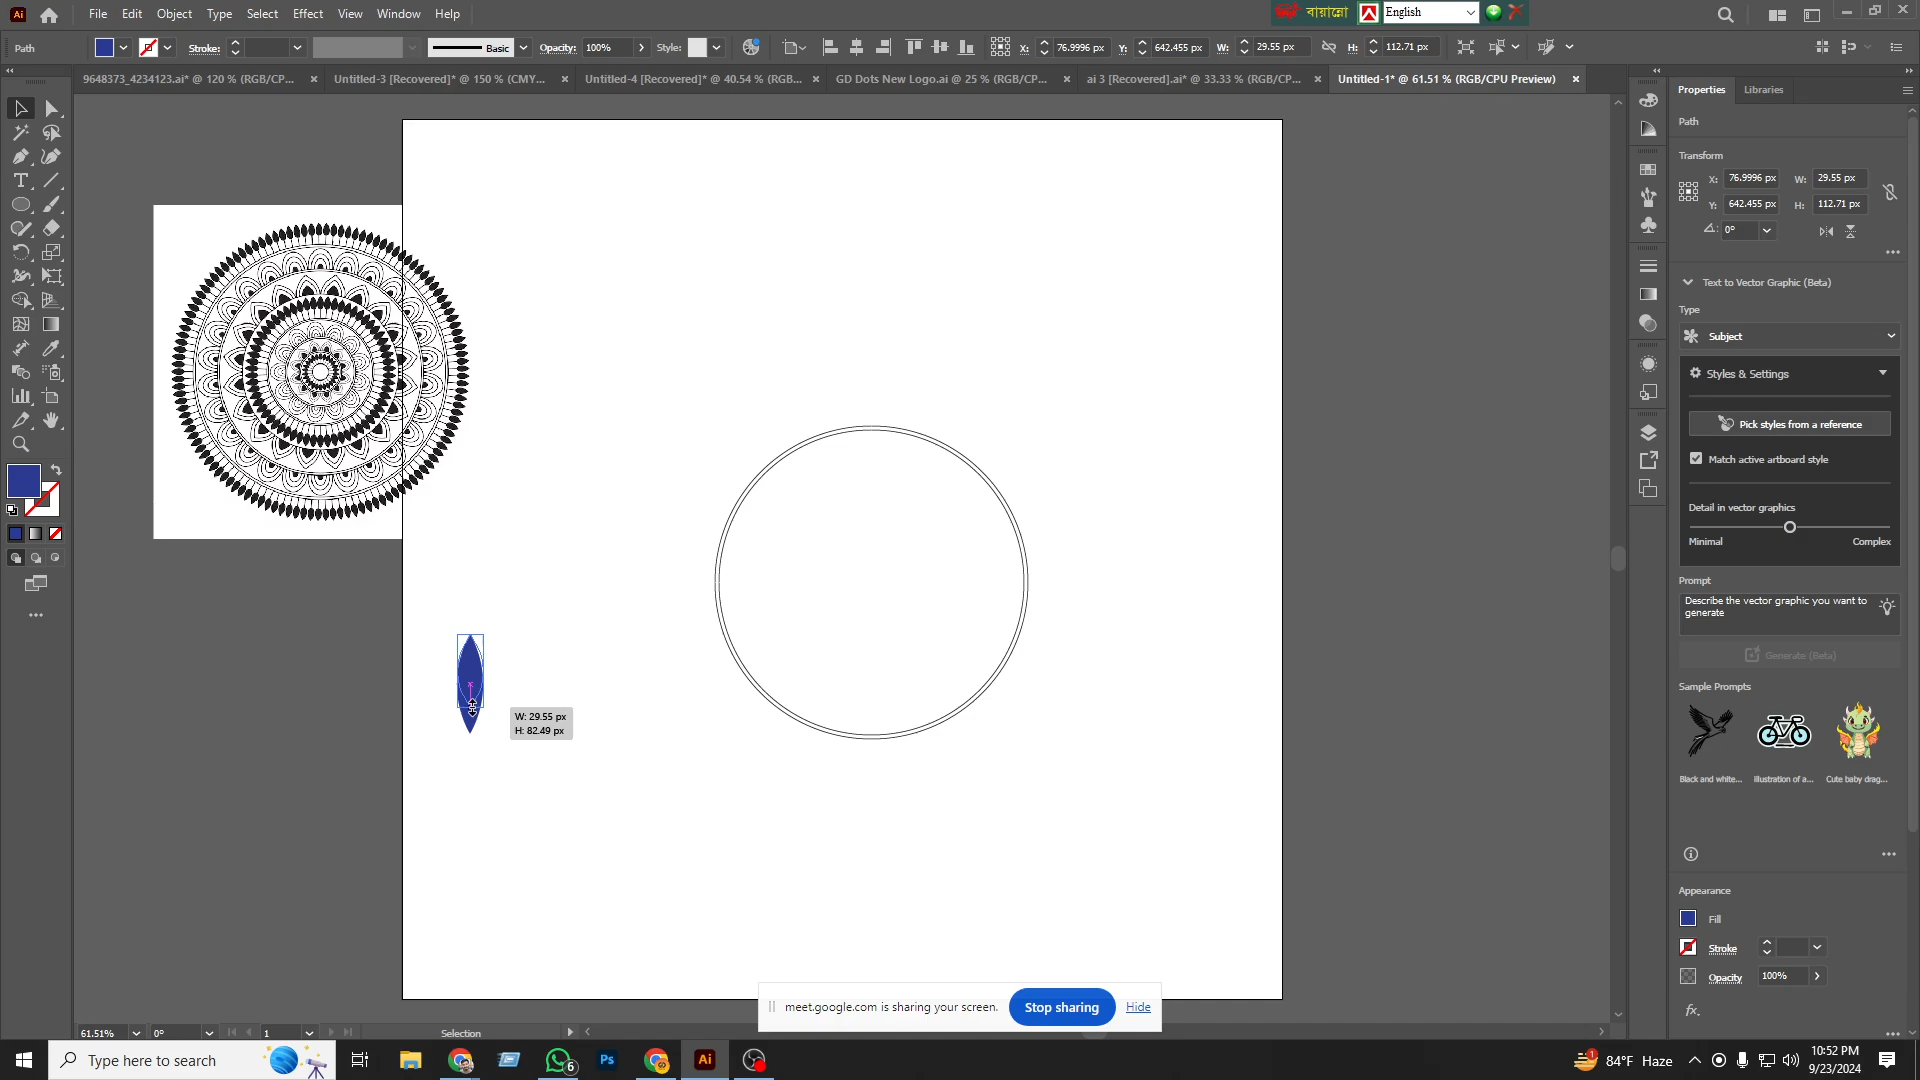 Ai File Edit Object Type Select Effect View Window Help বায়ান্নো English
Path Stroke: Basic Opacity: 100% Style: X: 76.9996 px Y: 642.455 px W: 29.55 px H: 112.71 px
9648373_4234123.ai* @ 120 % (RGB/CP... Untitled-3 [Recovered]* @ 150 % (CMY... Untitled-4 [Recovered]* @ 40.54 % (RGB... GD Dots New Logo.ai @ 25 % (RGB/CP... ai 3 [Recovered].ai* @ 33.33 % (RGB/CP... Untitled-1* @ 61.51 % (RGB/CPU Preview)
Properties Libraries
Path
Transform
X: 76.9996 px W: 29.55 px
Y: 642.455 px H: 112.71 px
0°
Text to Vector Graphic (Beta)
Type
Subject
Styles & Settings
Pick styles from a reference
Match active artboard style
Detail in vector graphics
Minimal Complex
Prompt
Describe the vector graphic you want to
generate
Generate (Beta)
Sample Prompts
Black and white... Illustration of a... Cute baby drag...
W: 29.55 px
H: 82.49 px
Appearance
Fill
Stroke
Opacity 100%
fx.
meet.google.com is sharing your screen. Stop sharing Hide
61.51% 0° 1 Selection
Type here to search 6 Ps Ai 1 84°F Haze 10:52 PM
9/23/2024